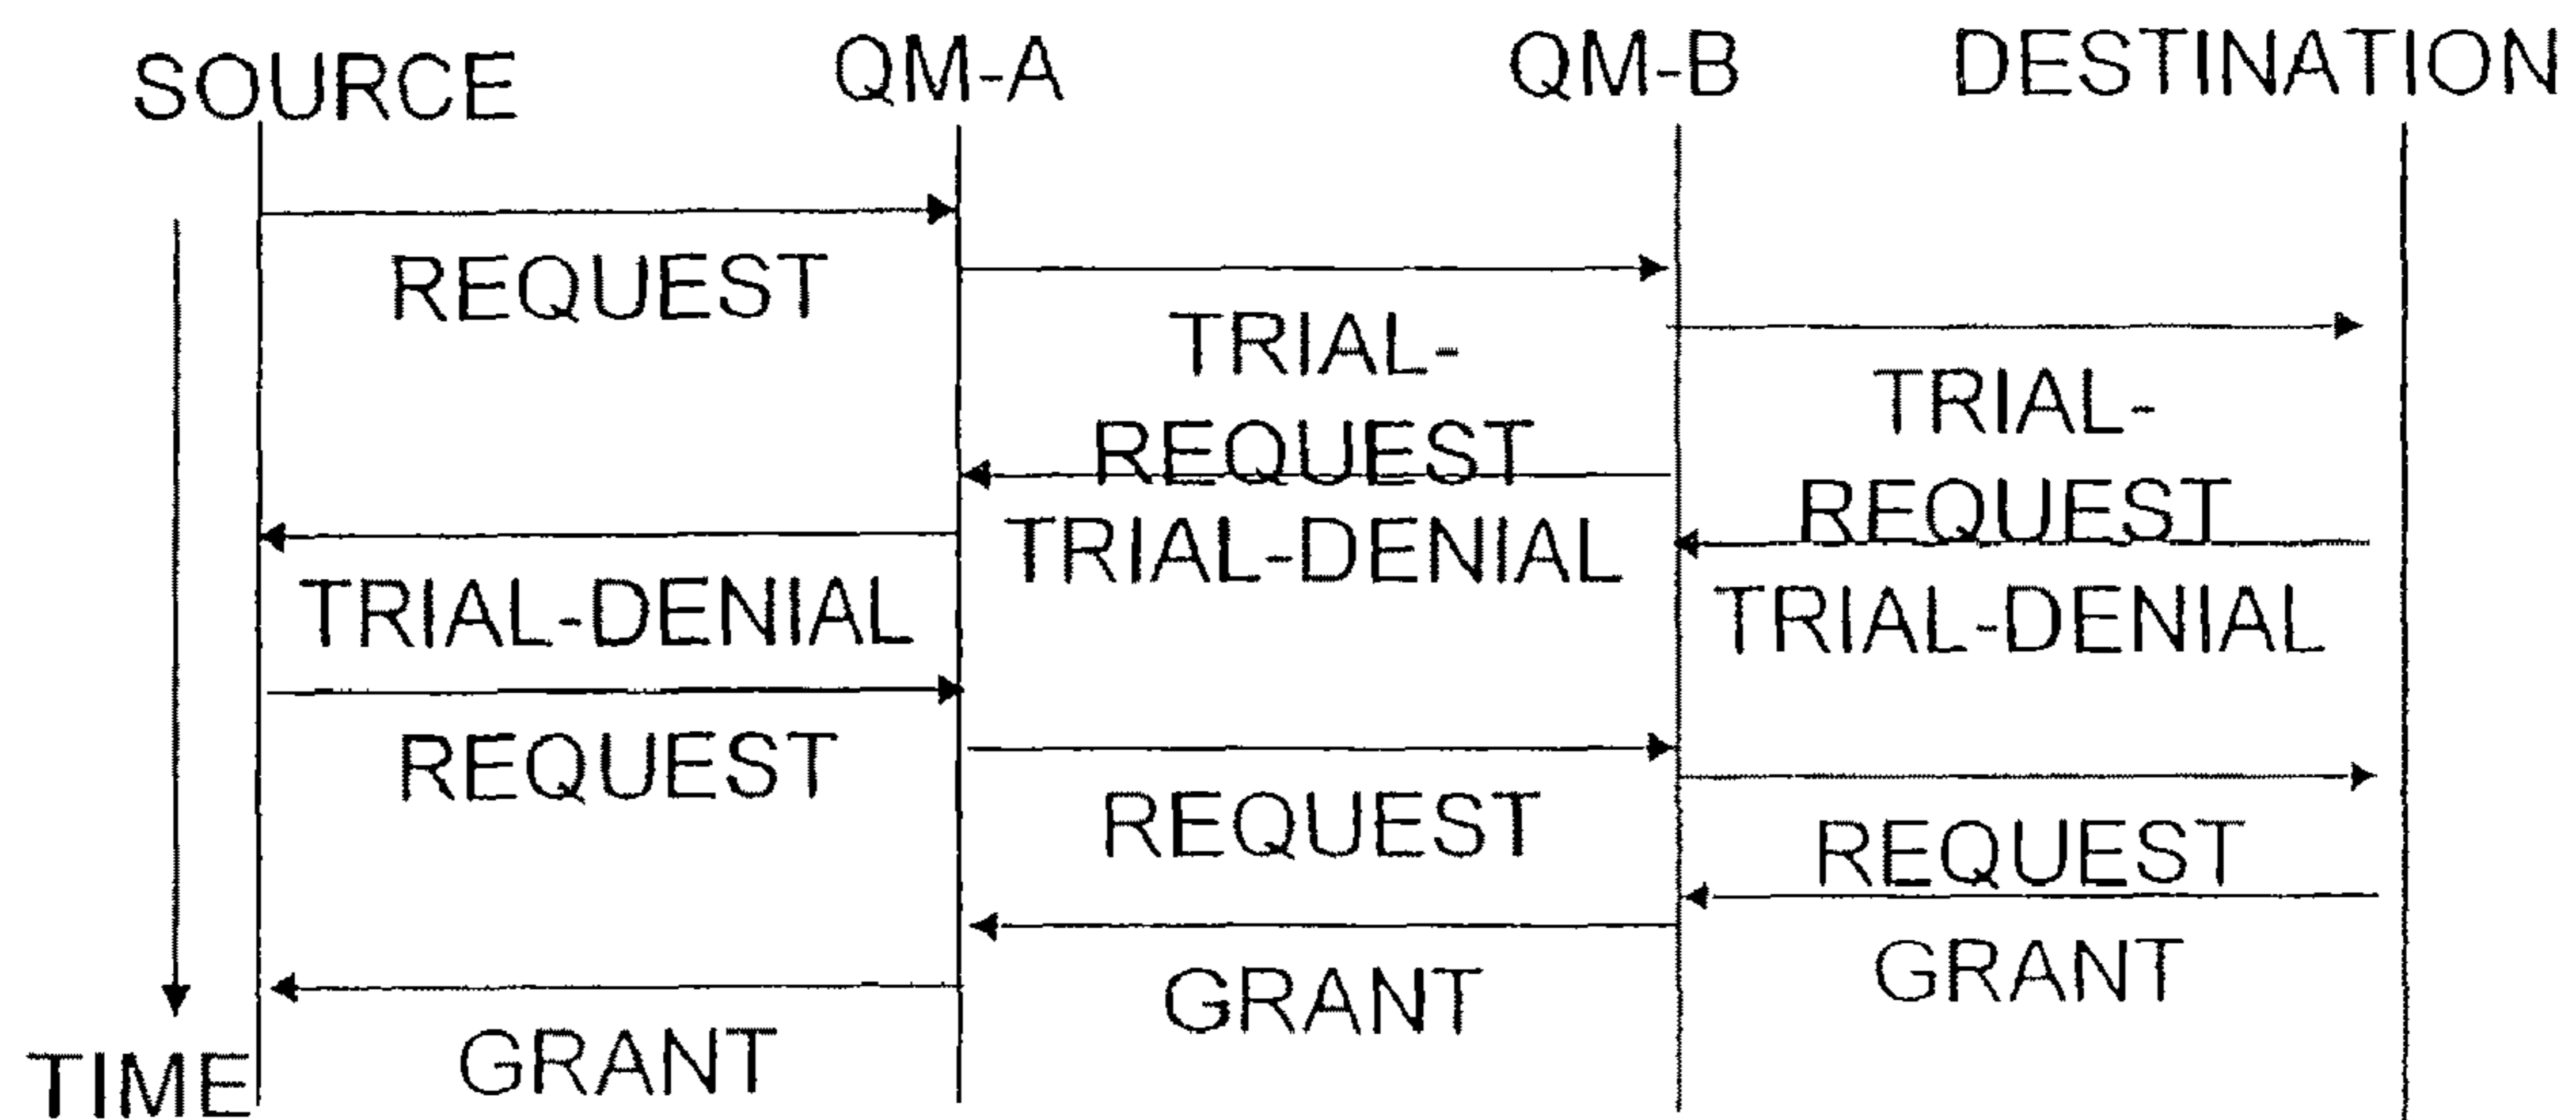 SOURCE
QM-A
QM-B
DESTINATION
REQUEST
TRIAL-
REQUEST
TRIAL-
REQUEST
TRIAL-DENIAL
TRIAL-DENIAL
TRIAL-DENIAL
REQUEST
REQUEST
REQUEST
GRANT
GRANT
GRANT
TIME